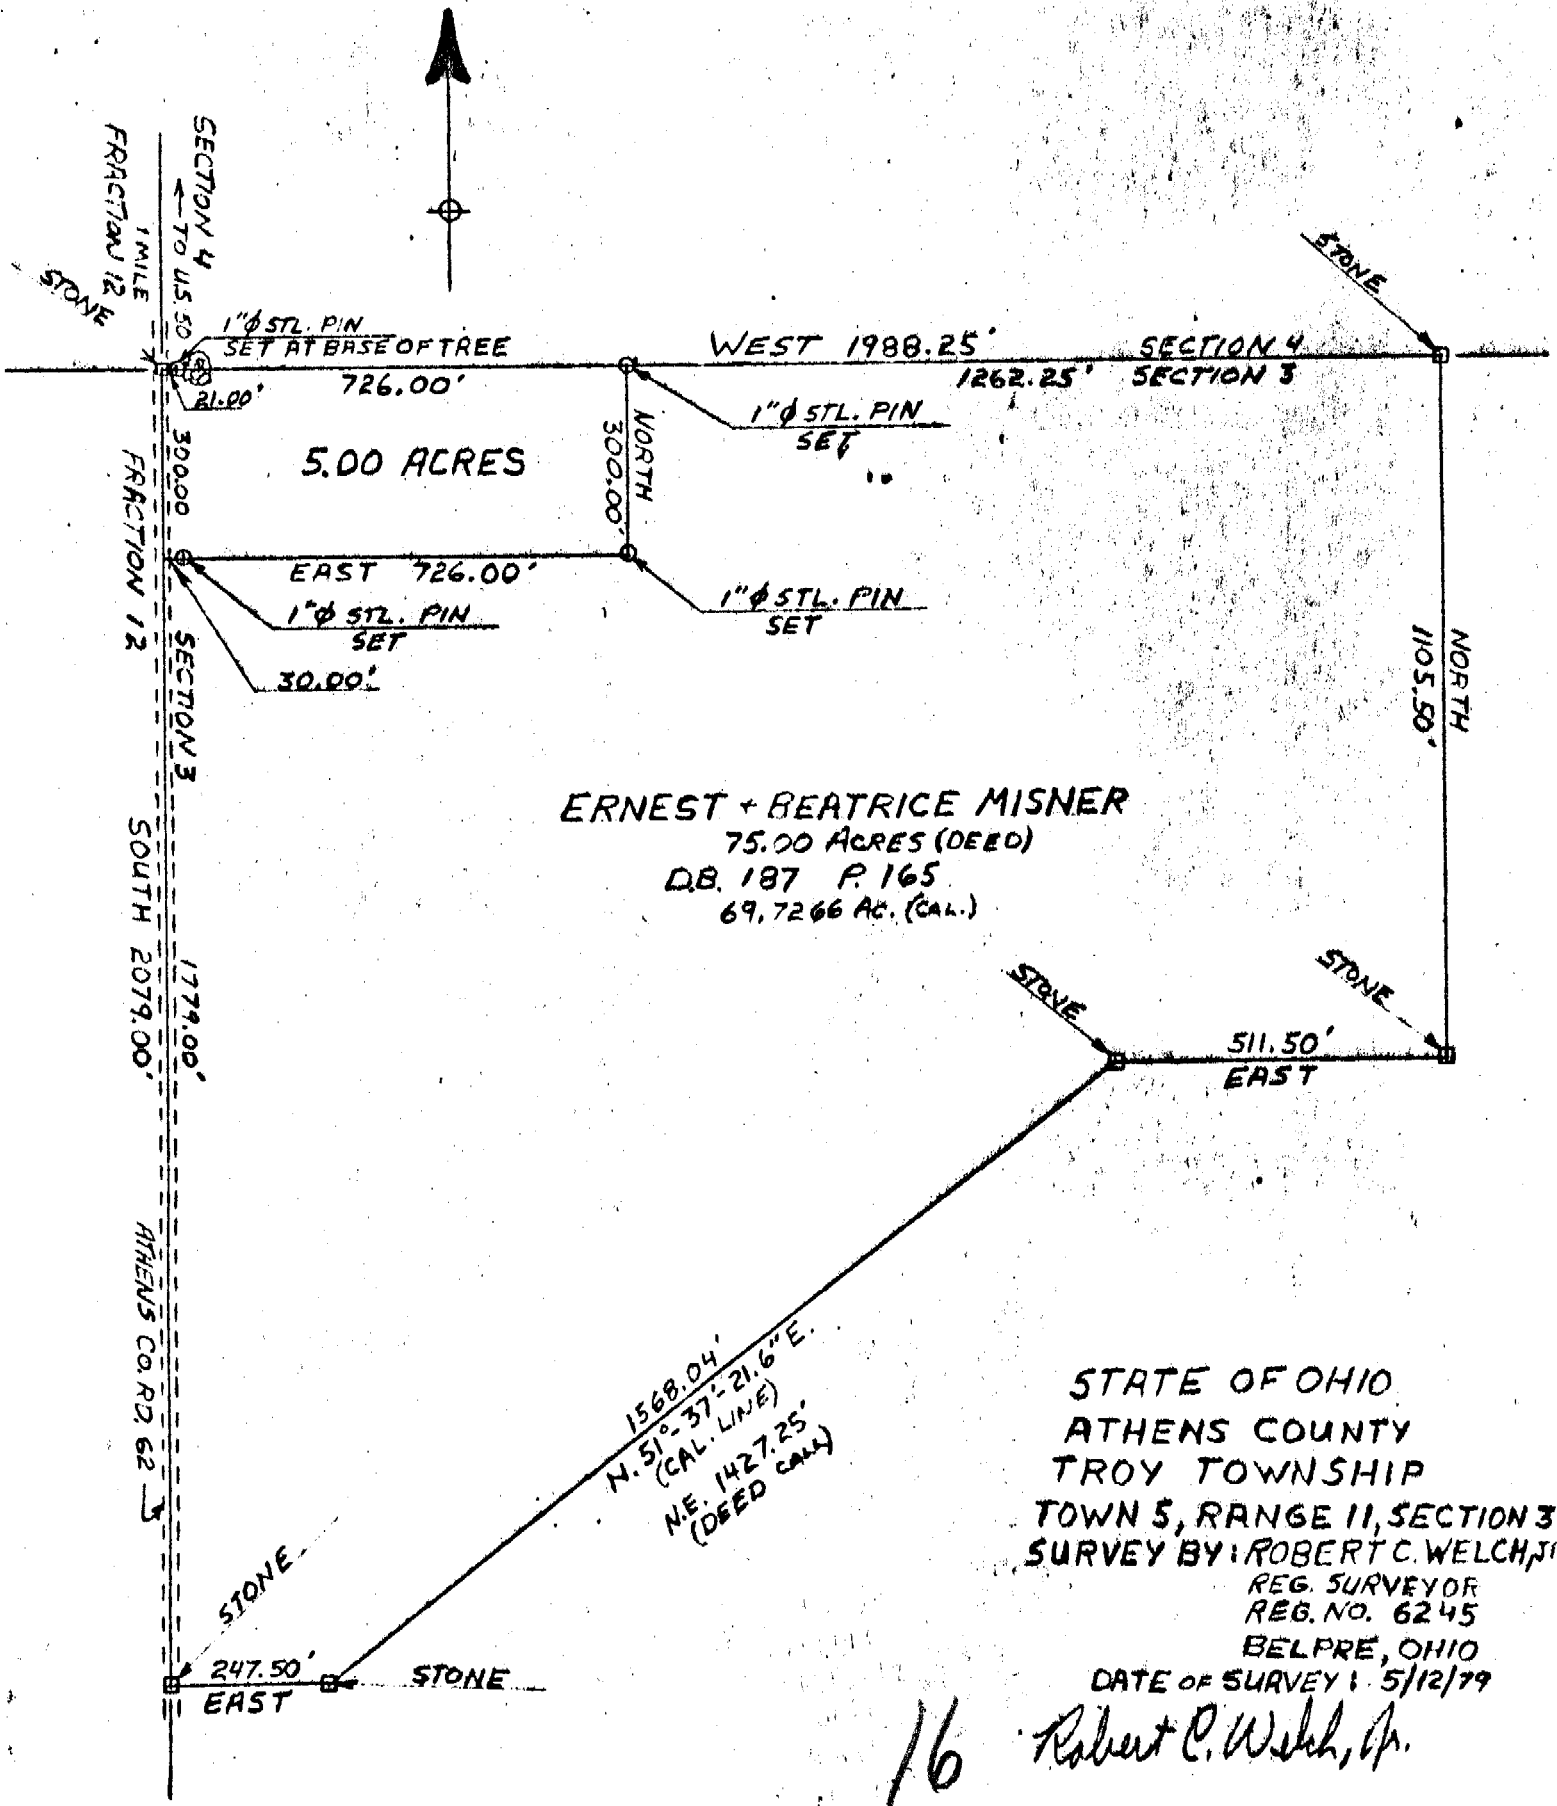 SECTION 4
← TO U.S. 50
1 MILE
FRACTION 12
STONE
1"⌀ STL. PIN
SET AT BASE OF TREE
726.00'
21.00'
WEST 1988.25'
1262.25'
SECTION 4
SECTION 3
STONE
1"⌀ STL. PIN
SET
NORTH
300.00'
5.00 ACRES
300.00
FRACTION 12
EAST 726.00'
1"⌀ STL. PIN
SET
30.00'
1"⌀ STL. PIN
SET
SECTION 3
NORTH
1105.50'
ERNEST + BEATRICE MISNER
75.00 ACRES (DEED)
D.B. 187 P. 165
69.7266 AC. (CAL.)
SOUTH 2079.00'
1779.00'
STONE
STONE
511.50'
EAST
ATHENS CO. RD. 62
1568.04'
N. 51°-37'-21.6" E.
(CAL. LINE)
N.E. 1427.25'
(DEED CALL)
STONE
247.50'
EAST
STONE
STATE OF OHIO
ATHENS COUNTY
TROY TOWNSHIP
TOWN 5, RANGE 11, SECTION 3
SURVEY BY: ROBERT C. WELCH, JR
REG. SURVEYOR
REG. NO. 6245
BELPRE, OHIO
DATE OF SURVEY: 5/12/79
Robert C. Welch, Jr.
16